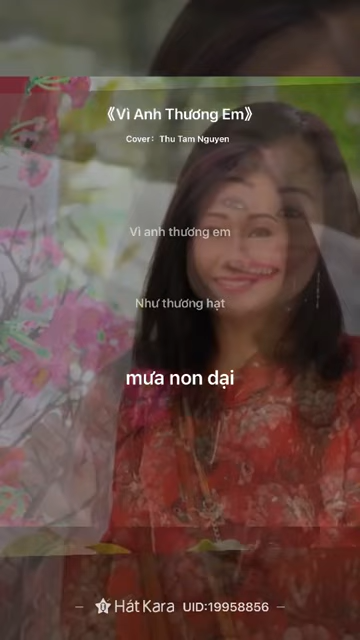 《Vì Anh Thương Em》
Cover：Thu Tam Nguyen
Vì anh thương em
Như thương hạt
mưa non dại
Hát Kara UID:19958856